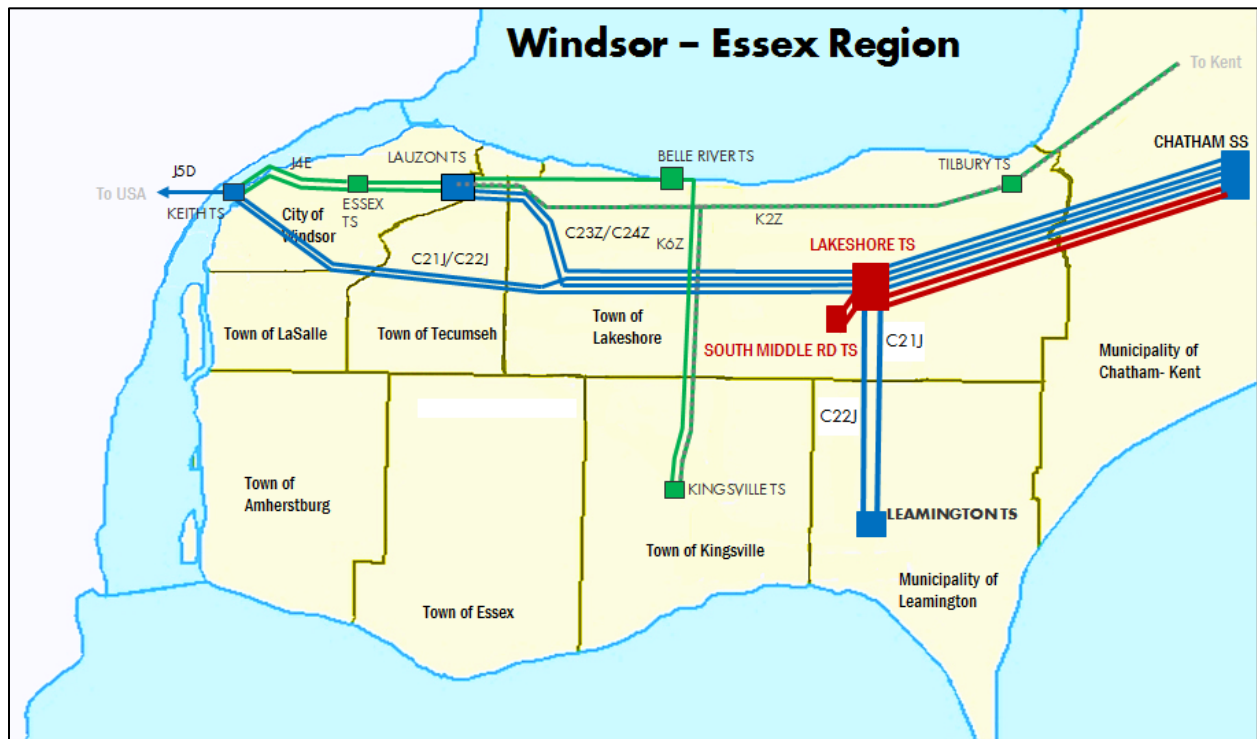 Windsor – Essex Region
To Kent
CHATHAM SS
LAUZON TS
BELLE RIVER TS
TILBURY TS
J4E
J5D
To USA
KEITH TS
ESSEX
TS
City of
Windsor
K2Z
C23Z/C24Z
K6Z
LAKESHORE TS
C21J/C22J
Town of LaSalle
Town of Tecumseh
Town of
Lakeshore
SOUTH MIDDLE RD TS
C21J
Municipality of
Chatham- Kent
C22J
Town of
Amherstburg
KINGSVILLE TS
LEAMINGTON TS
Town of Kingsville
Town of Essex
Municipality of
Leamington